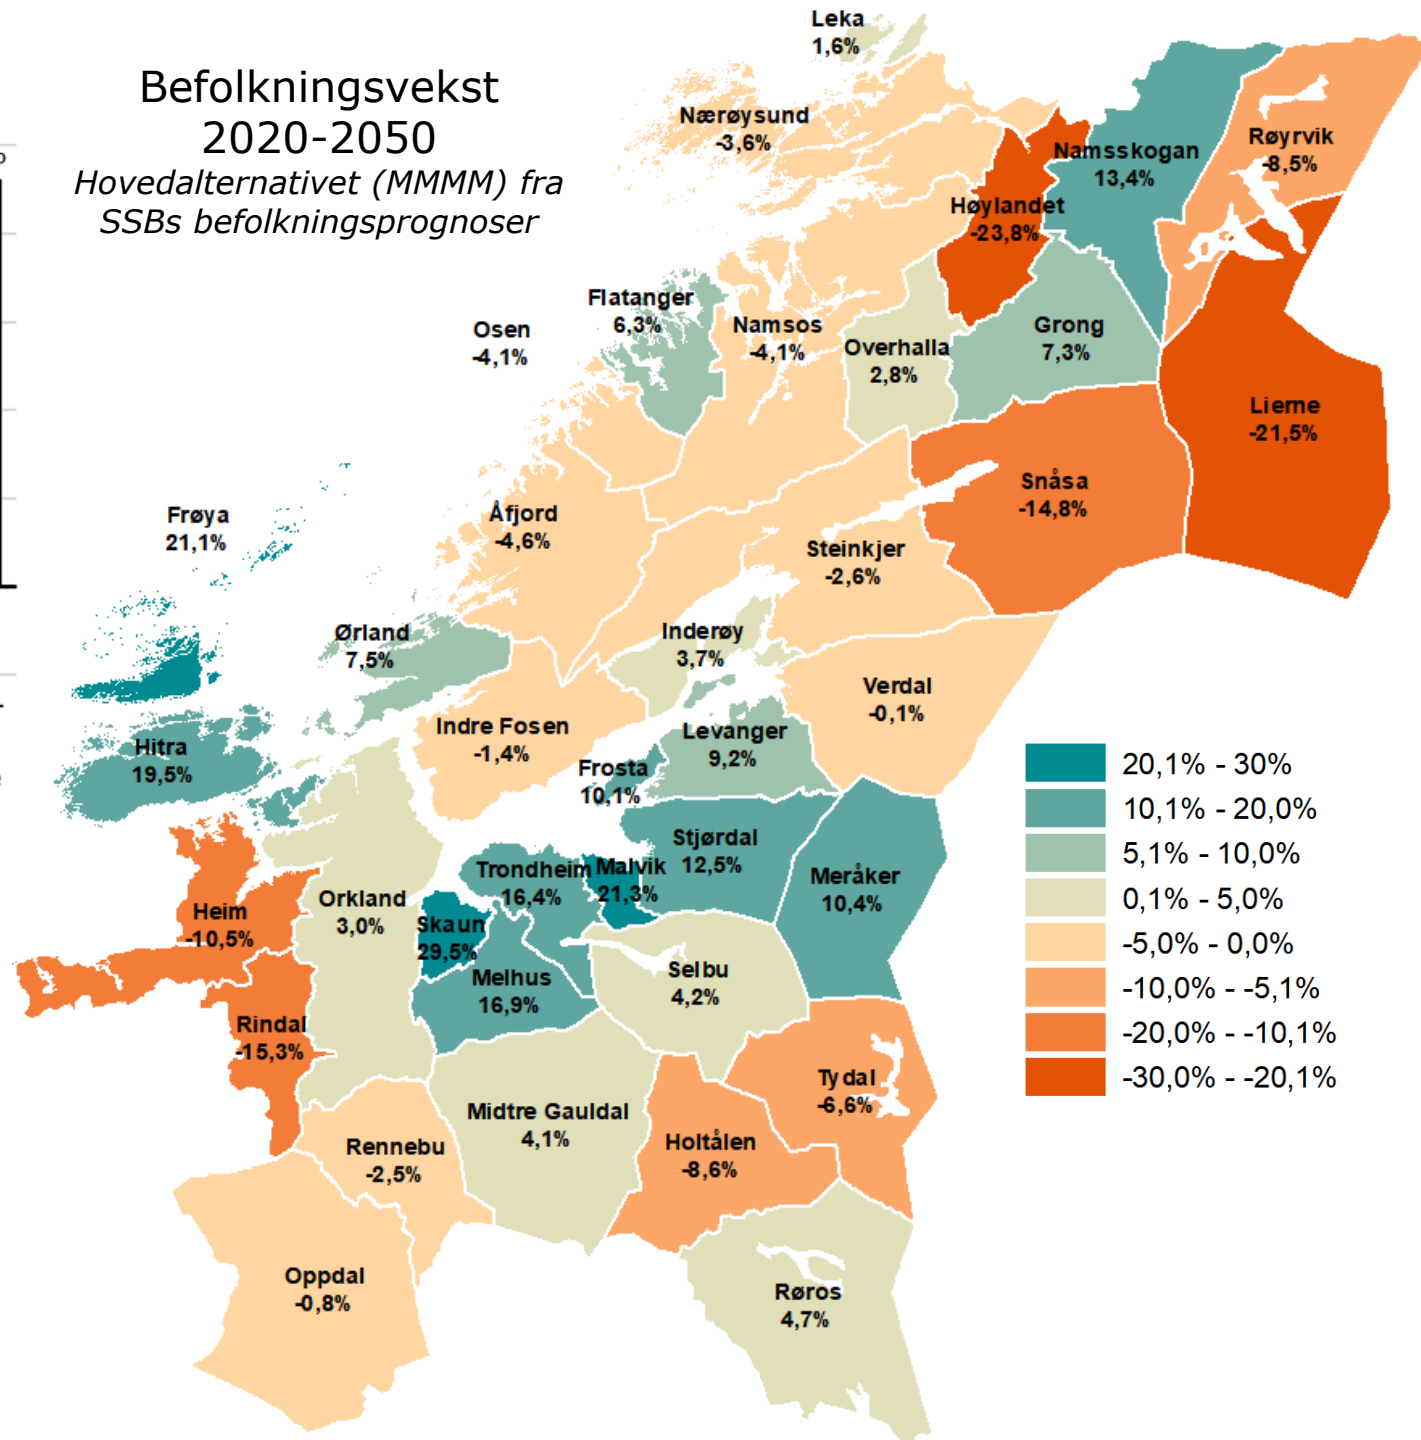 Befolkningsvekst
2020-2050
Hovedalternativet (MMMM) fra
SSBs befolkningsprognoser
Leka
1,6%
Nærøysund
-3,6%
Namsskogan
13,4%
Røyrvik
-8,5%
Høylandet
-23,8%
Flatanger
6,3%
Osen
-4,1%
Namsos
-4,1%
Overhalla
2,8%
Grong
7,3%
Lierne
-21,5%
Snåsa
-14,8%
Frøya
21,1%
Åfjord
-4,6%
Steinkjer
-2,6%
Ørland
7,5%
Inderøy
3,7%
Verdal
-0,1%
Indre Fosen
-1,4%
Levanger
9,2%
Hitra
19,5%
Frosta
10,1%
Stjørdal
12,5%
Trondheim
16,4%
Malvik
21,3%
Meråker
10,4%
Orkland
3,0%
Heim
-10,5%
Skaun
29,5%
Melhus
16,9%
Selbu
4,2%
Rindal
-15,3%
Tydal
-6,6%
Midtre Gauldal
4,1%
Holtålen
-8,6%
Rennebu
-2,5%
Oppdal
-0,8%
Røros
4,7%
20,1% - 30%
10,1% - 20,0%
5,1% - 10,0%
0,1% - 5,0%
-5,0% - 0,0%
-10,0% - -5,1%
-20,0% - -10,1%
-30,0% - -20,1%